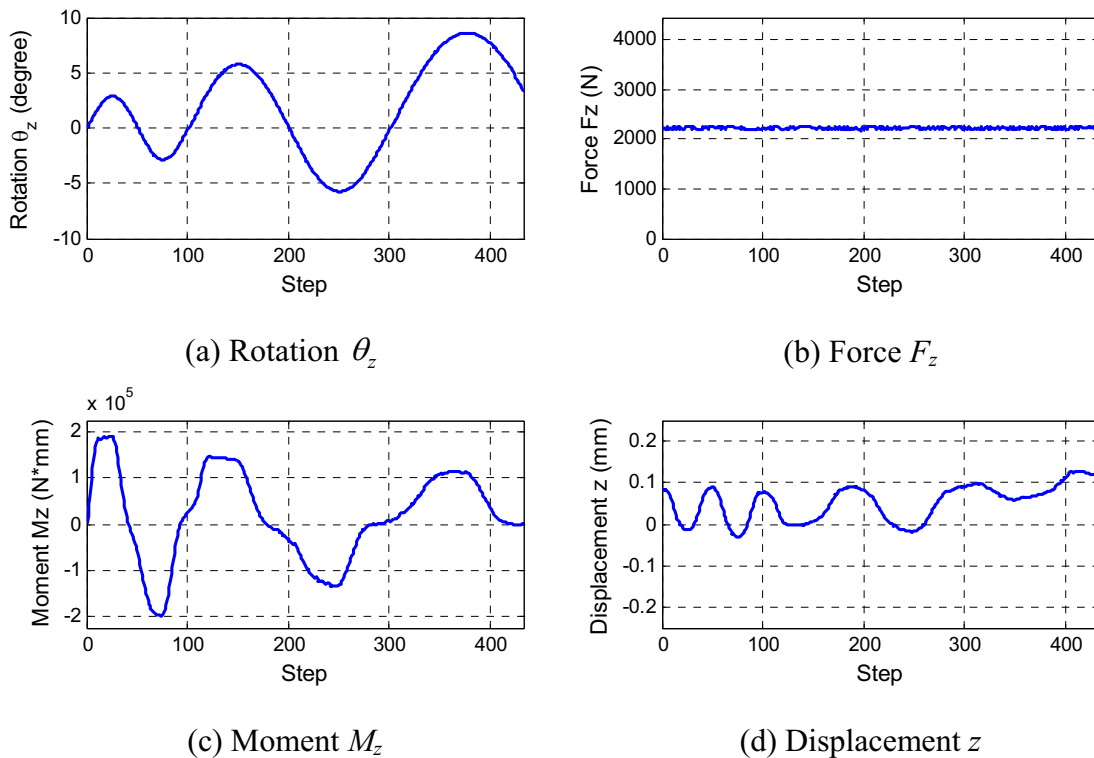 Rotation θz (degree)
10
5
0
-5
-10
0 100 200 300 400
Step
(a) Rotation θz
Force Fz (N)
4000
3000
2000
1000
0
0 100 200 300 400
Step
(b) Force Fz
x 10^5
Moment Mz (N*mm)
2
1
0
-1
-2
0 100 200 300 400
Step
(c) Moment Mz
Displacement z (mm)
0.2
0.1
0
-0.1
-0.2
0 100 200 300 400
Step
(d) Displacement z